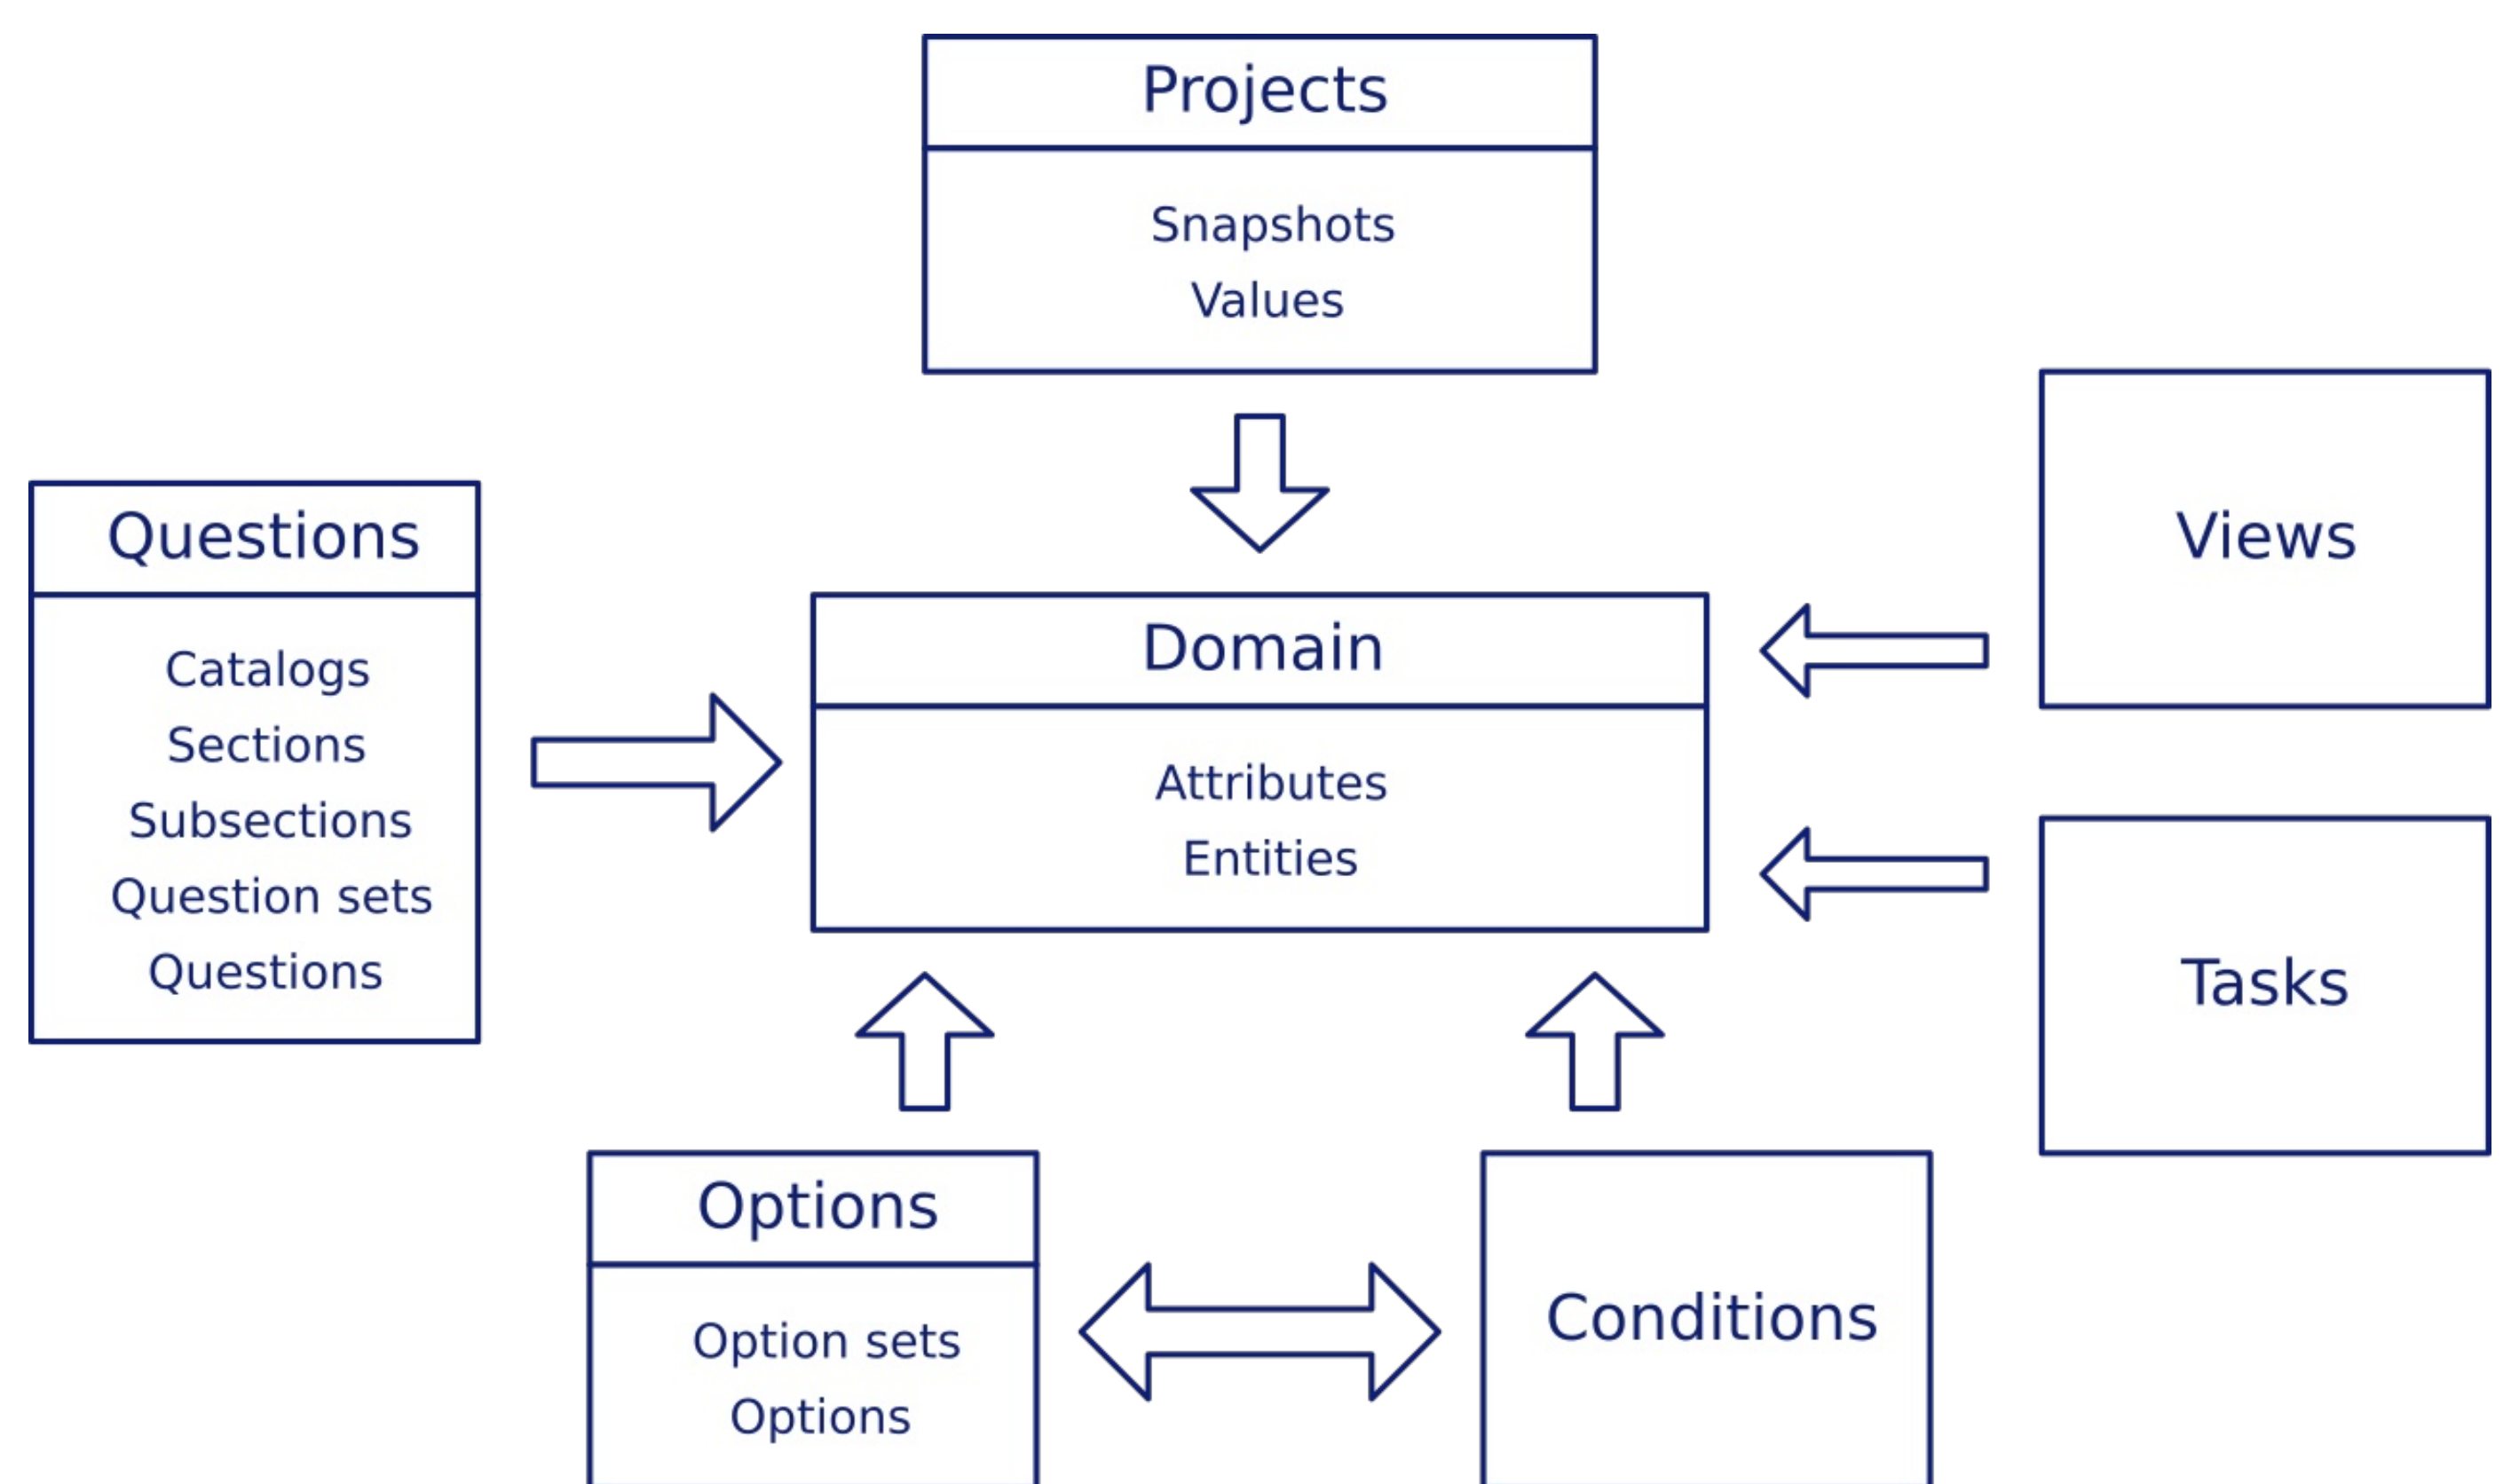 Projects
Snapshots
Values
Questions
Catalogs
Sections
Subsections
Question sets
Questions
Domain
Attributes
Entities
Views
Tasks
Options
Option sets
Options
Conditions